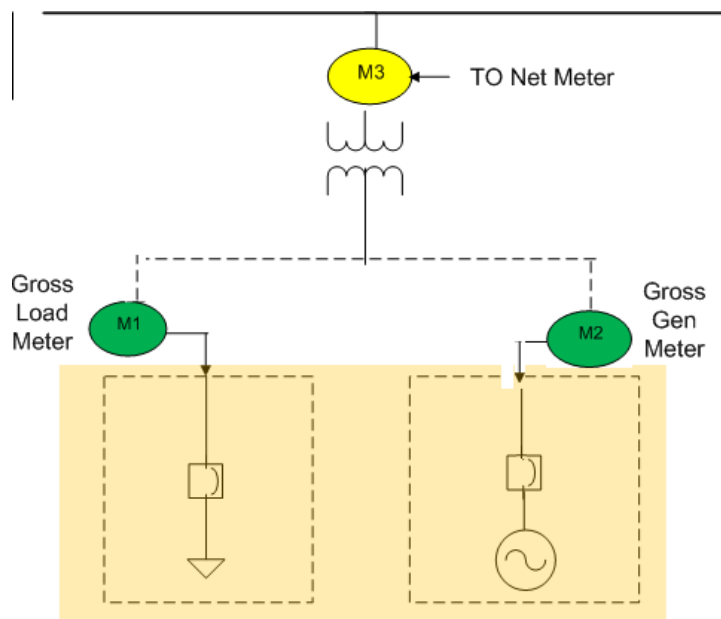 M3
TO Net Meter
Gross
Load
Meter
M1
M2
Gross
Gen
Meter